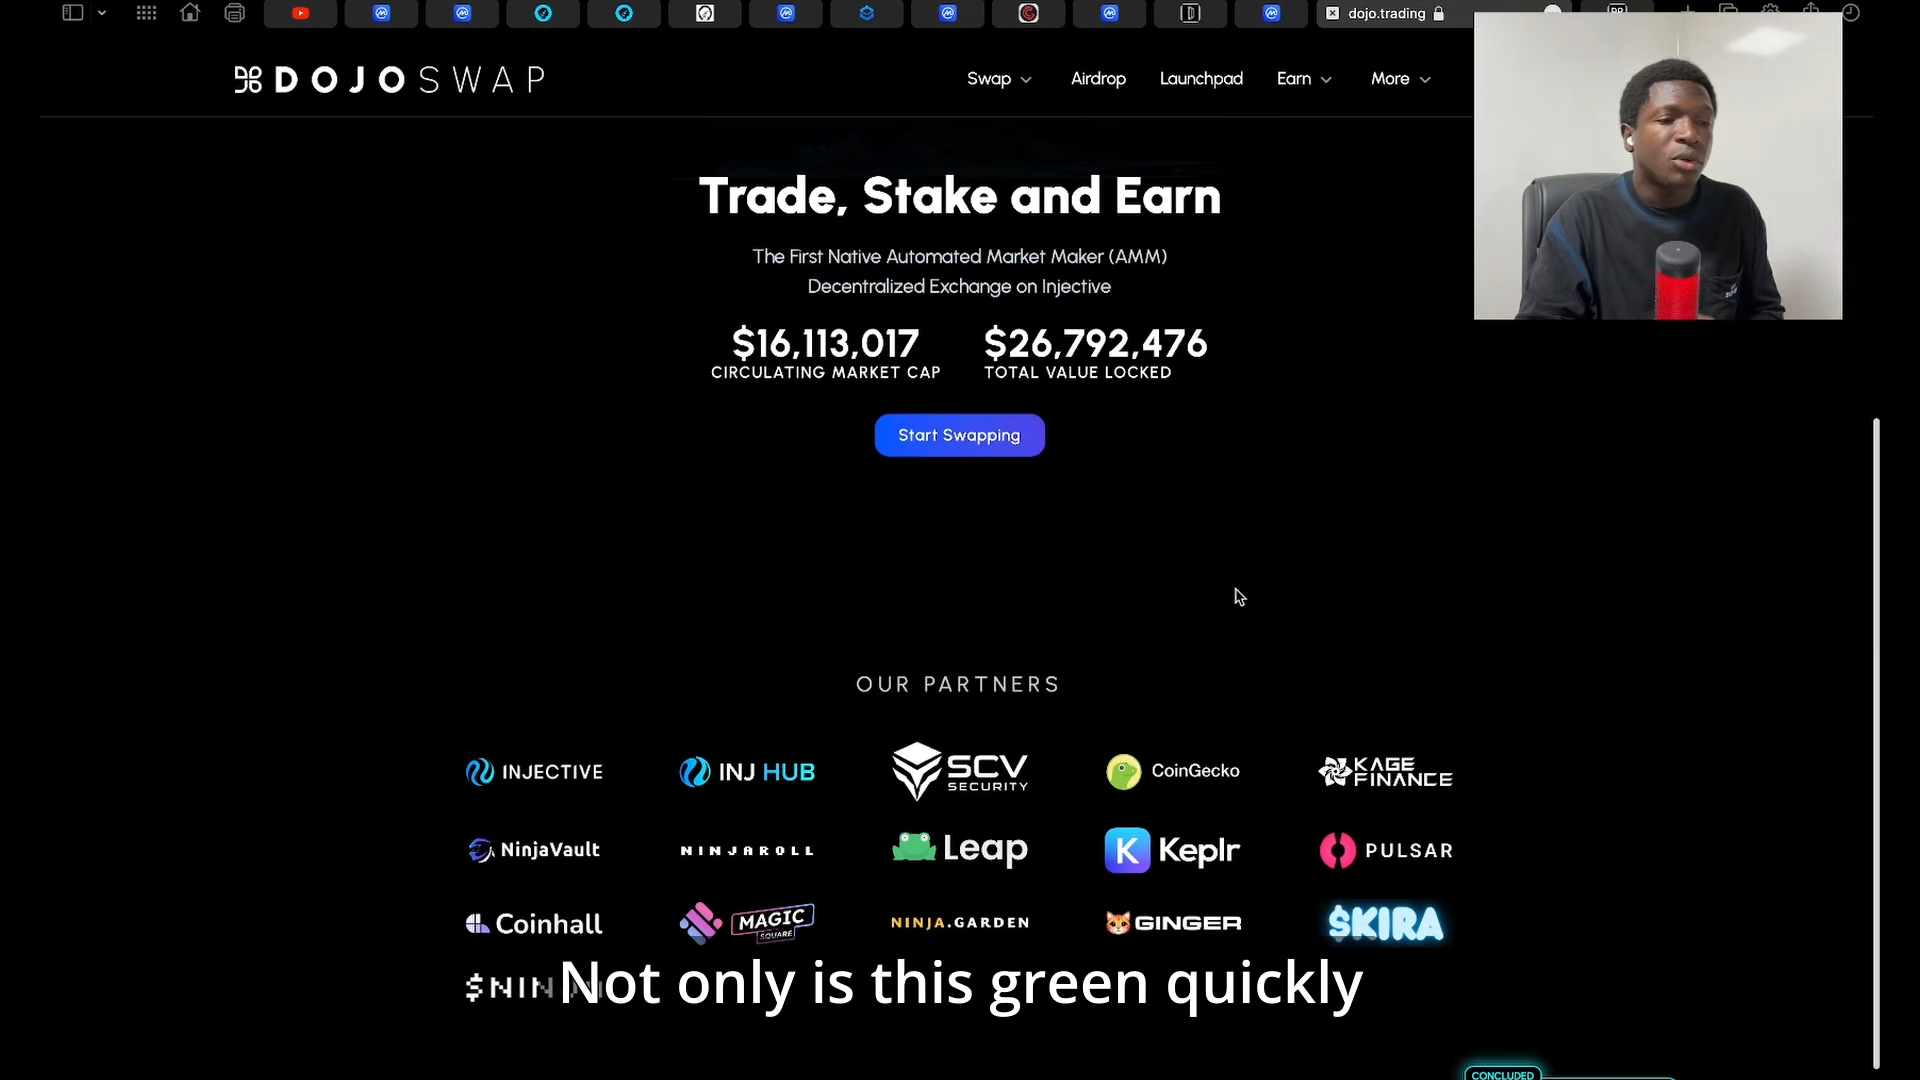 dojo.trading
DOJO SWAP
Swap
Airdrop
Launchpad
Earn
More
Trade, Stake and Earn
The First Native Automated Market Maker (AMM)
Decentralized Exchange on Injective
$16,113,017
CIRCULATING MARKET CAP
$26,792,476
TOTAL VALUE LOCKED
Start Swapping
OUR PARTNERS
INJECTIVE
INJ HUB
SCV
SECURITY
CoinGecko
KAGE
FINANCE
NinjaVault
NINJAROLL
Leap
K Keplr
PULSAR
Coinhall
MAGIC
SQUARE
NINJA.GARDEN
GINGER
$KIRA
Not only is this green quickly
CONCLUDED